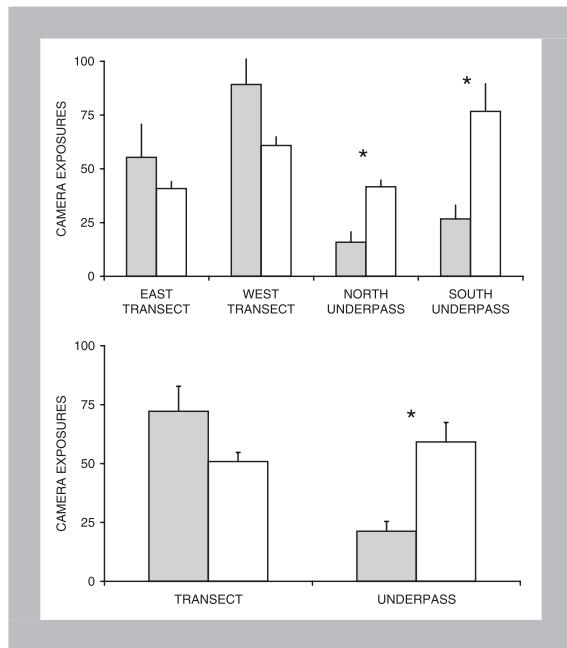 CAMERA EXPOSURES
100
75
50
25
0
*
*
EAST TRANSECT
WEST TRANSECT
NORTH UNDERPASS
SOUTH UNDERPASS
CAMERA EXPOSURES
100
75
50
25
0
*
TRANSECT
UNDERPASS